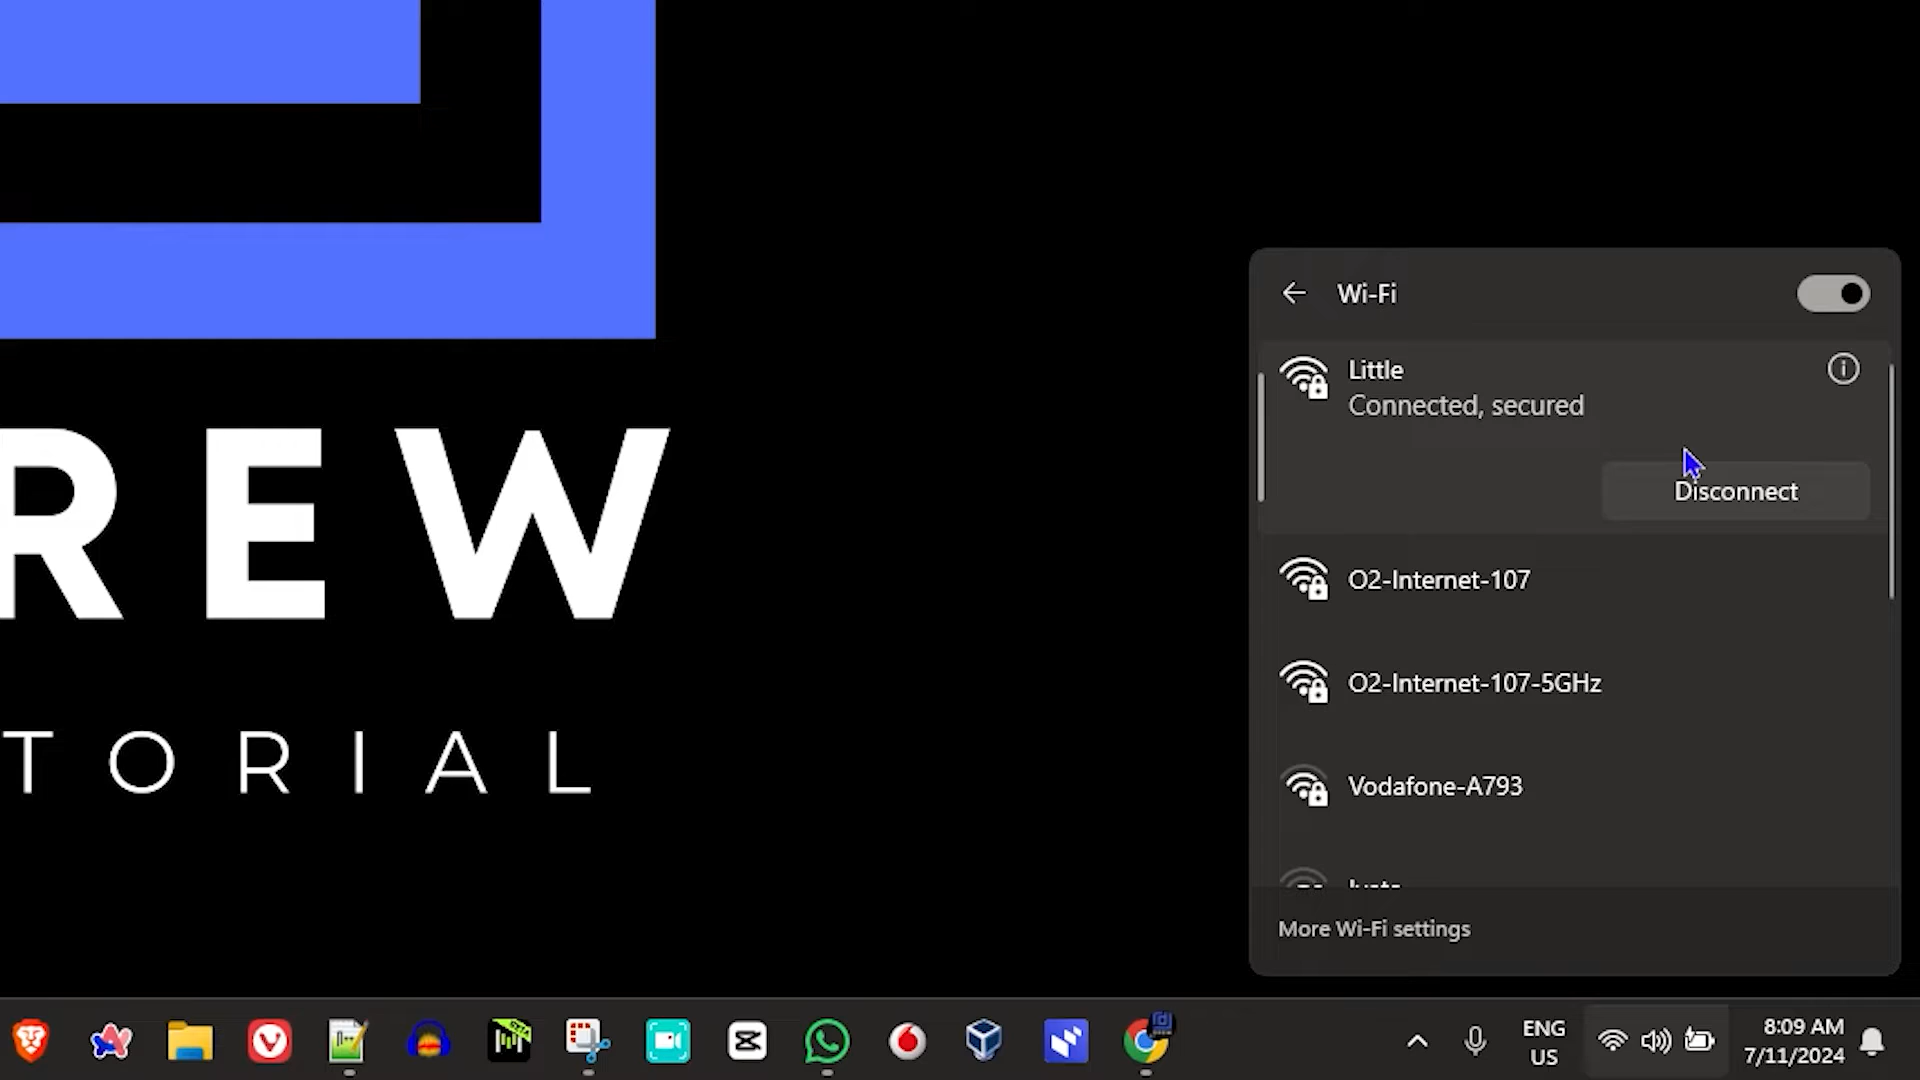 REW
TORIAL
Wi-Fi
Little
Connected, secured
Disconnect
O2-Internet-107
O2-Internet-107-5GHz
Vodafone-A793
More Wi-Fi settings
ENG
US
8:09 AM
7/11/2024